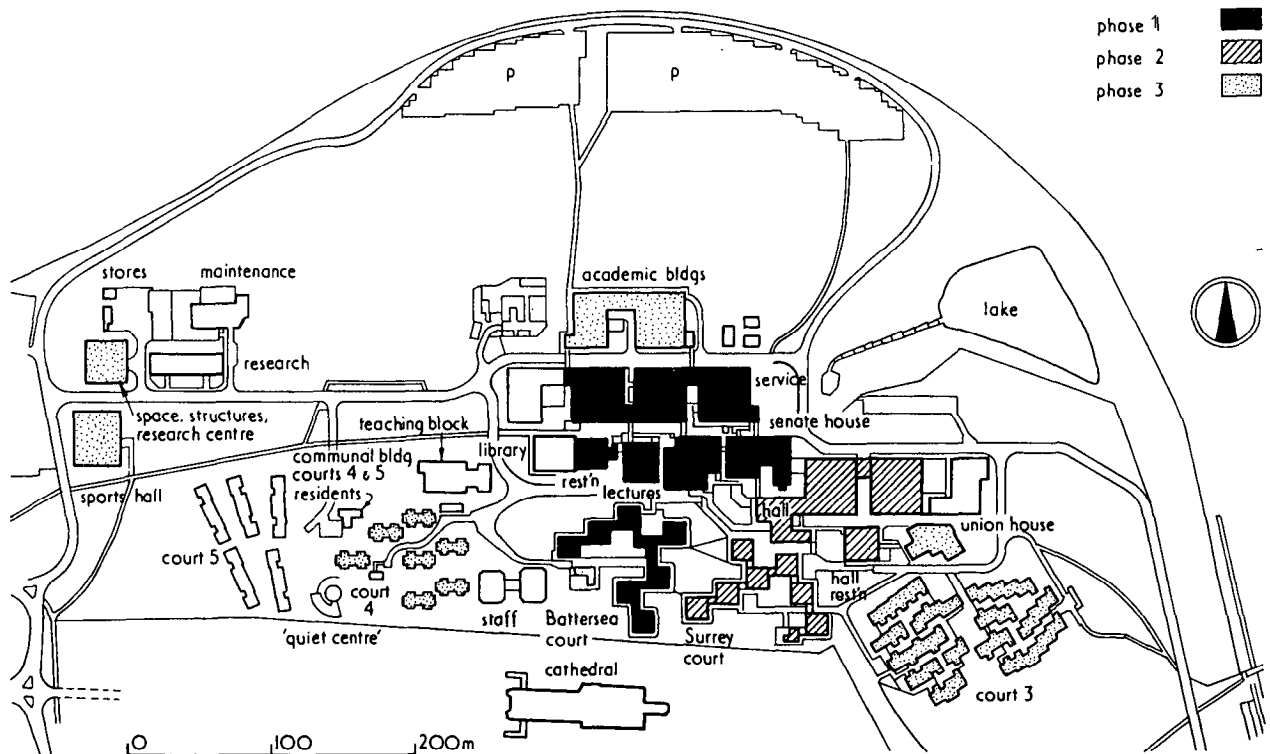 phase 1
phase 2
phase 3
p
p
stores
maintenance
academic bldgs
lake
research
service
space, structures,
research centre
senate house
teaching block
library
communal bldg
courts 4 & 5
residents
rest'n
lectures
sports hall
hall
union house
court 5
court
4
hall
rest'n
'quiet centre'
staff
Battersea
court
Surrey
court
court 3
cathedral
0 100 200m